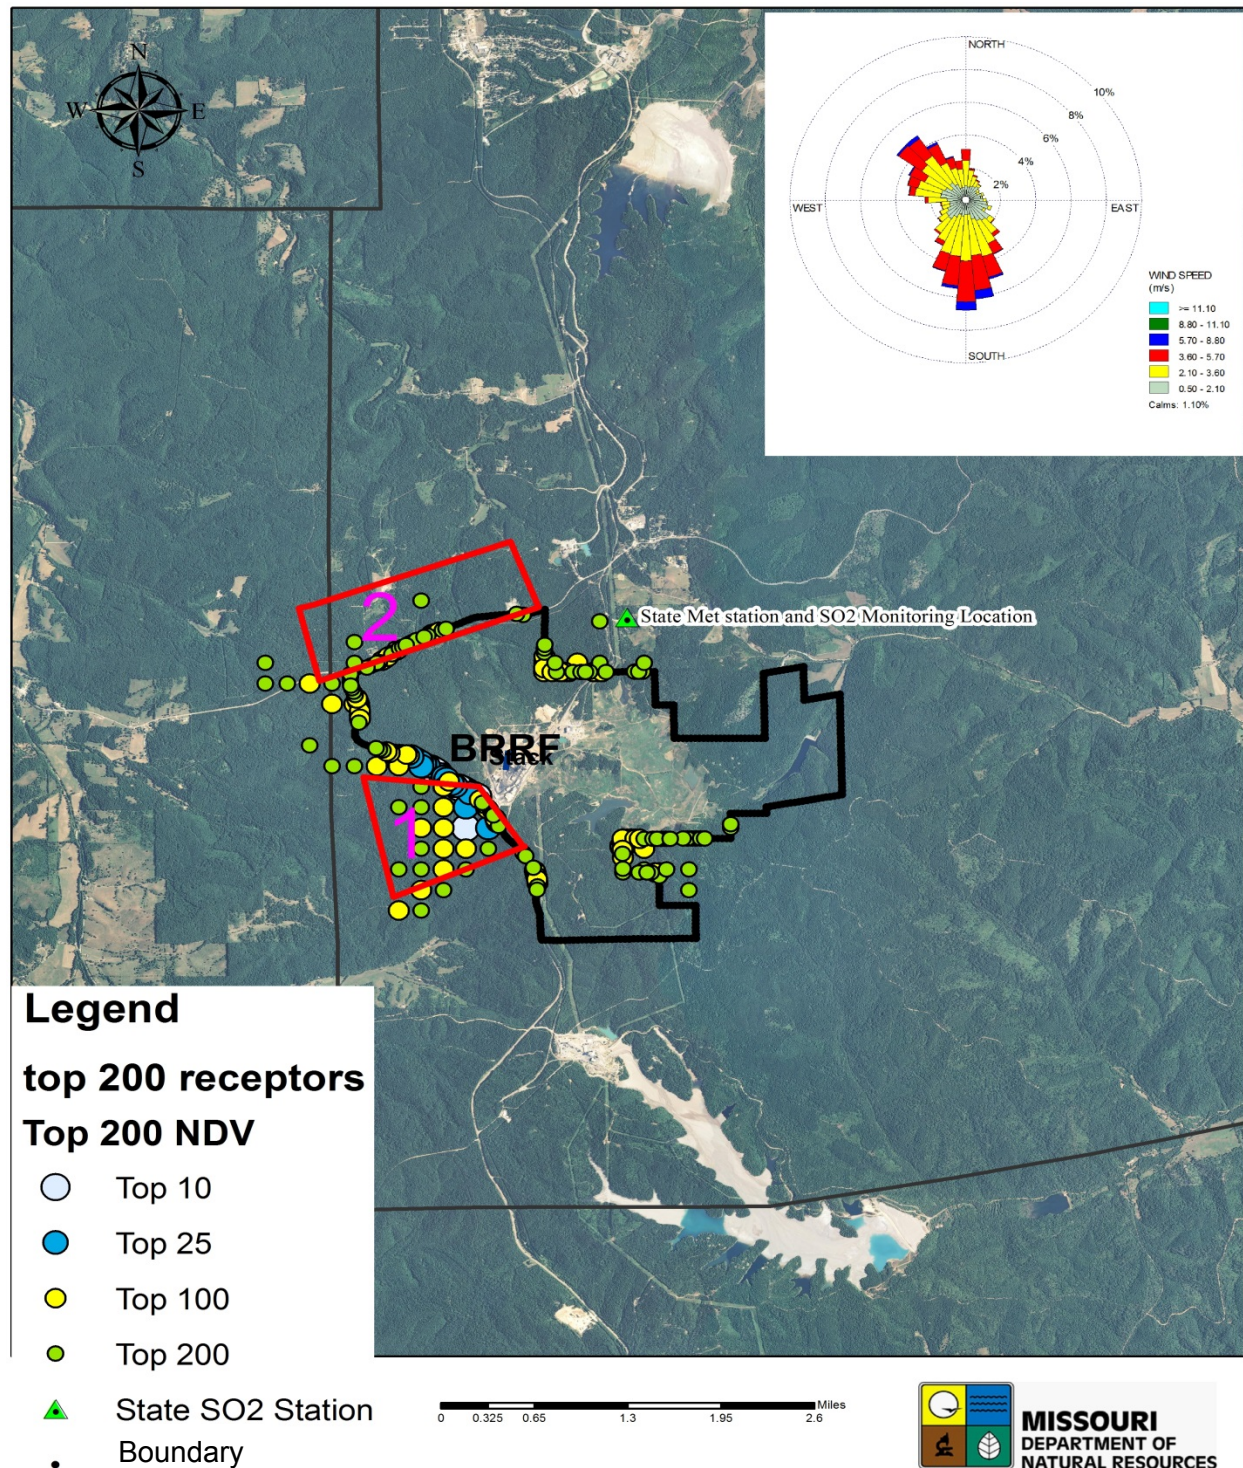 N
W E
S
NORTH
10%
8%
6%
4%
2%
WEST
EAST
SOUTH
WIND SPEED
(m/s)
>= 11.10
8.80 - 11.10
5.70 - 8.80
3.60 - 5.70
2.10 - 3.60
0.50 - 2.10
Calms: 1.10%
2
State Met station and SO2 Monitoring Location
BRRF
Stack
1
Legend
top 200 receptors
Top 200 NDV
Top 10
Top 25
Top 100
Top 200
State SO2 Station
Boundary
Miles
0 0.325 0.65 1.3 1.95 2.6
MISSOURI
DEPARTMENT OF
NATURAL RESOURCES